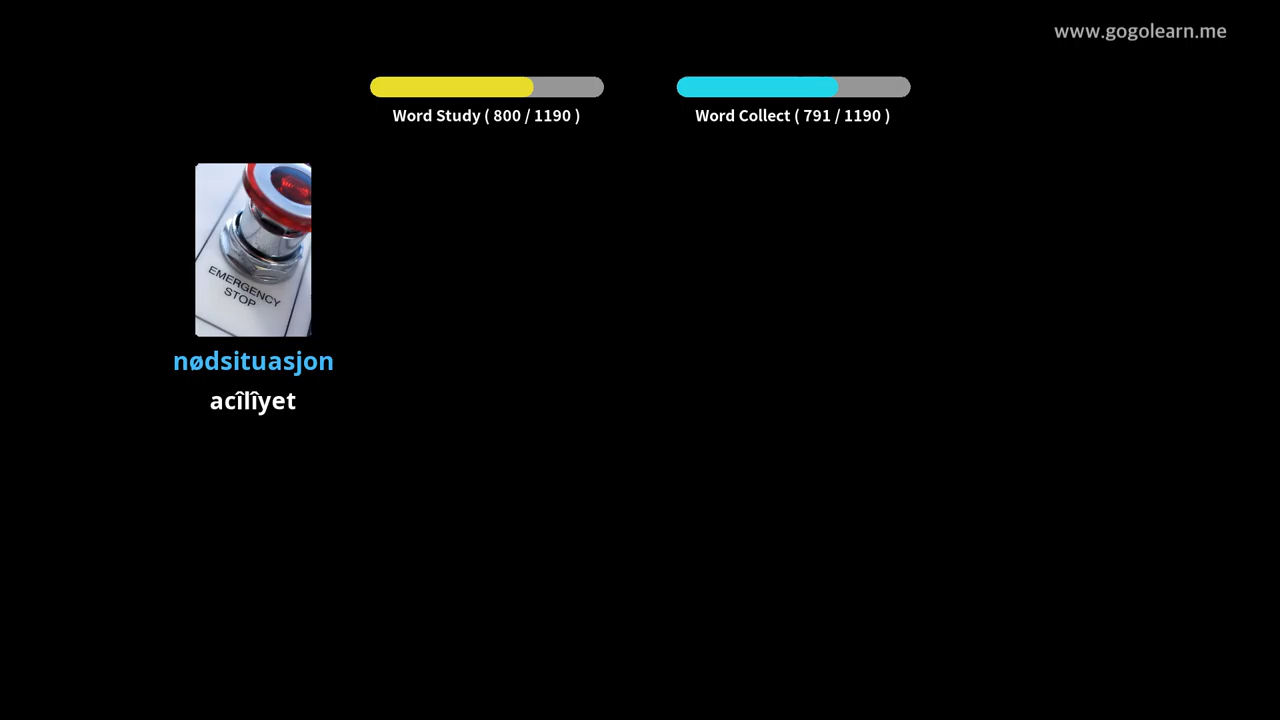 www.gogolearn.me
Word Study ( 800 / 1190 )
Word Collect ( 791 / 1190 )
EMERGENCY
STOP
nødsituasjon
acîlîyet